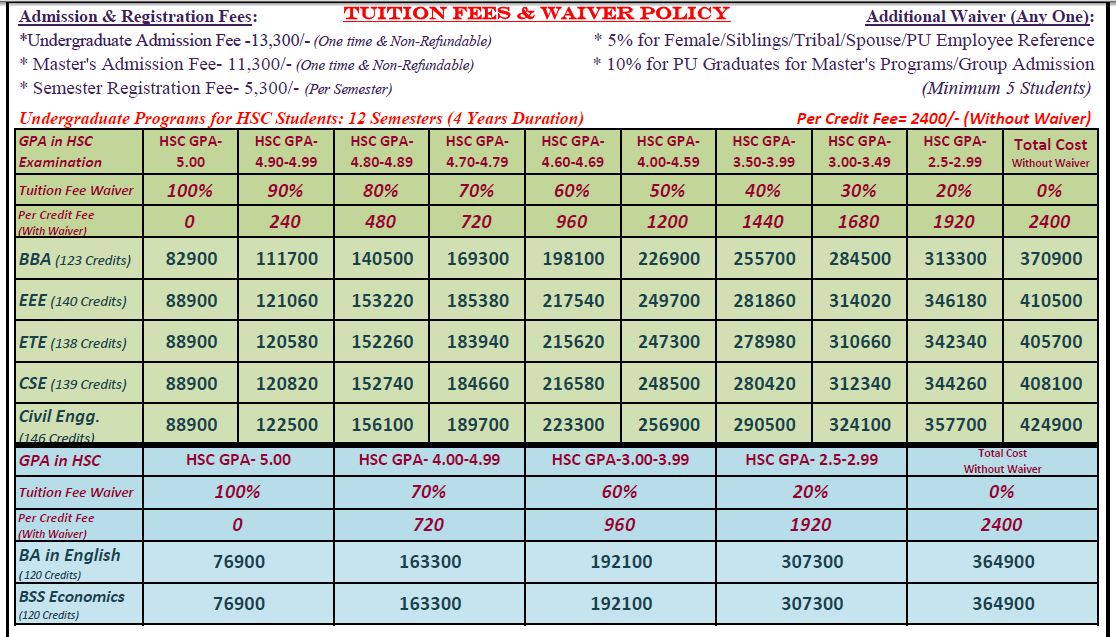 TUITION FEES & WAIVER POLICY
Admission & Registration Fees:
*Undergraduate Admission Fee -13,300/- (One time & Non-Refundable)
* Master's Admission Fee- 11,300/- (One time & Non-Refundable)
* Semester Registration Fee- 5,300/- (Per Semester)
Additional Waiver (Any One):
* 5% for Female/Siblings/Tribal/Spouse/PU Employee Reference
* 10% for PU Graduates for Master's Programs/Group Admission
(Minimum 5 Students)
Undergraduate Programs for HSC Students: 12 Semesters (4 Years Duration) Per Credit Fee= 2400/- (Without Waiver)
GPA in HSC Examination HSC GPA- 5.00 HSC GPA- 4.90-4.99 HSC GPA- 4.80-4.89 HSC GPA- 4.70-4.79 HSC GPA- 4.60-4.69 HSC GPA- 4.00-4.59 HSC GPA- 3.50-3.99 HSC GPA- 3.00-3.49 HSC GPA- 2.5-2.99 Total Cost Without Waiver
Tuition Fee Waiver 100% 90% 80% 70% 60% 50% 40% 30% 20% 0%
Per Credit Fee (With Waiver) 0 240 480 720 960 1200 1440 1680 1920 2400
BBA (123 Credits) 82900 111700 140500 169300 198100 226900 255700 284500 313300 370900
EEE (140 Credits) 88900 121060 153220 185380 217540 249700 281860 314020 346180 410500
ETE (138 Credits) 88900 120580 152260 183940 215620 247300 278980 310660 342340 405700
CSE (139 Credits) 88900 120820 152740 184660 216580 248500 280420 312340 344260 408100
Civil Engg. (146 Credits) 88900 122500 156100 189700 223300 256900 290500 324100 357700 424900
GPA in HSC HSC GPA- 5.00 HSC GPA- 4.00-4.99 HSC GPA-3.00-3.99 HSC GPA- 2.5-2.99 Total Cost Without Waiver
Tuition Fee Waiver 100% 70% 60% 20% 0%
Per Credit Fee (With Waiver) 0 720 960 1920 2400
BA in English (120 Credits) 76900 163300 192100 307300 364900
BSS Economics (120 Credits) 76900 163300 192100 307300 364900